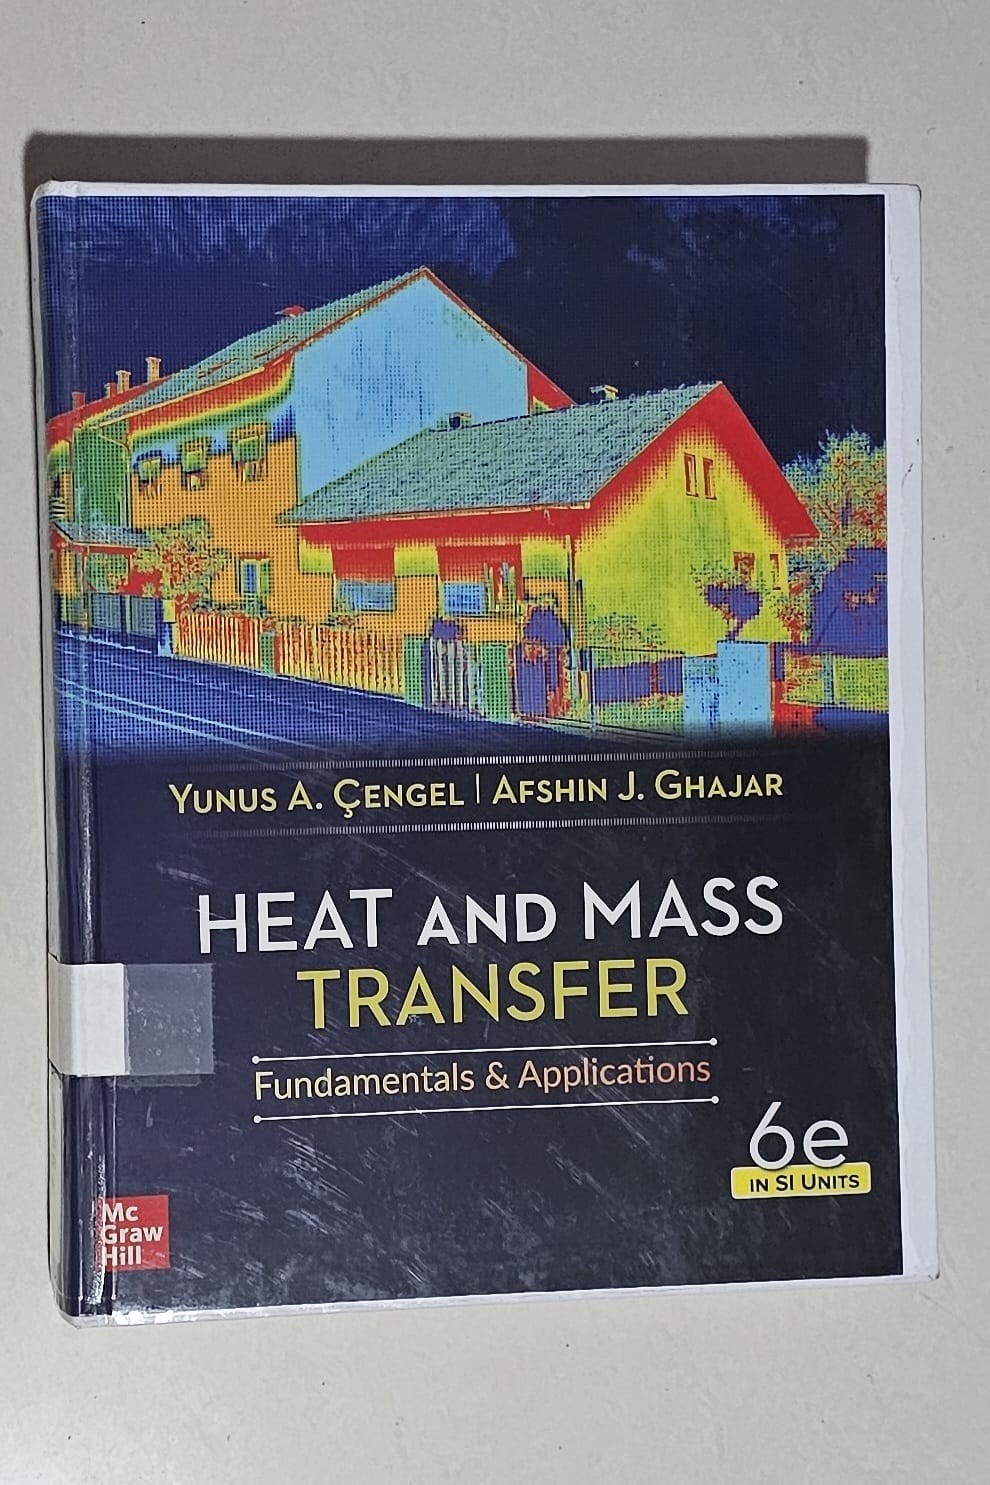 YUNUS A. ÇENGEL | AFSHIN J. GHAJAR
HEAT AND MASS
TRANSFER
Fundamentals & Applications
6e
IN SI UNITS
Mc
Graw
Hill